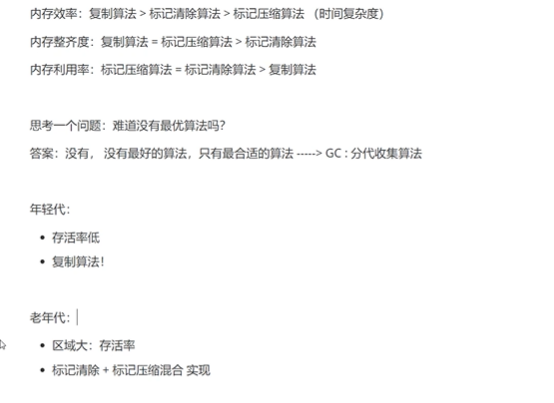 内存效率：复制算法 > 标记清除算法 > 标记压缩算法 （时间复杂度）
内存整齐度：复制算法 = 标记压缩算法 > 标记清除算法
内存利用率：标记压缩算法 = 标记清除算法 > 复制算法
思考一个问题：难道没有最优算法吗？
答案：没有， 没有最好的算法，只有最合适的算法 -----> GC：分代收集算法
年轻代：
• 存活率低
• 复制算法！
老年代：
• 区域大：存活率
• 标记清除 + 标记压缩混合 实现